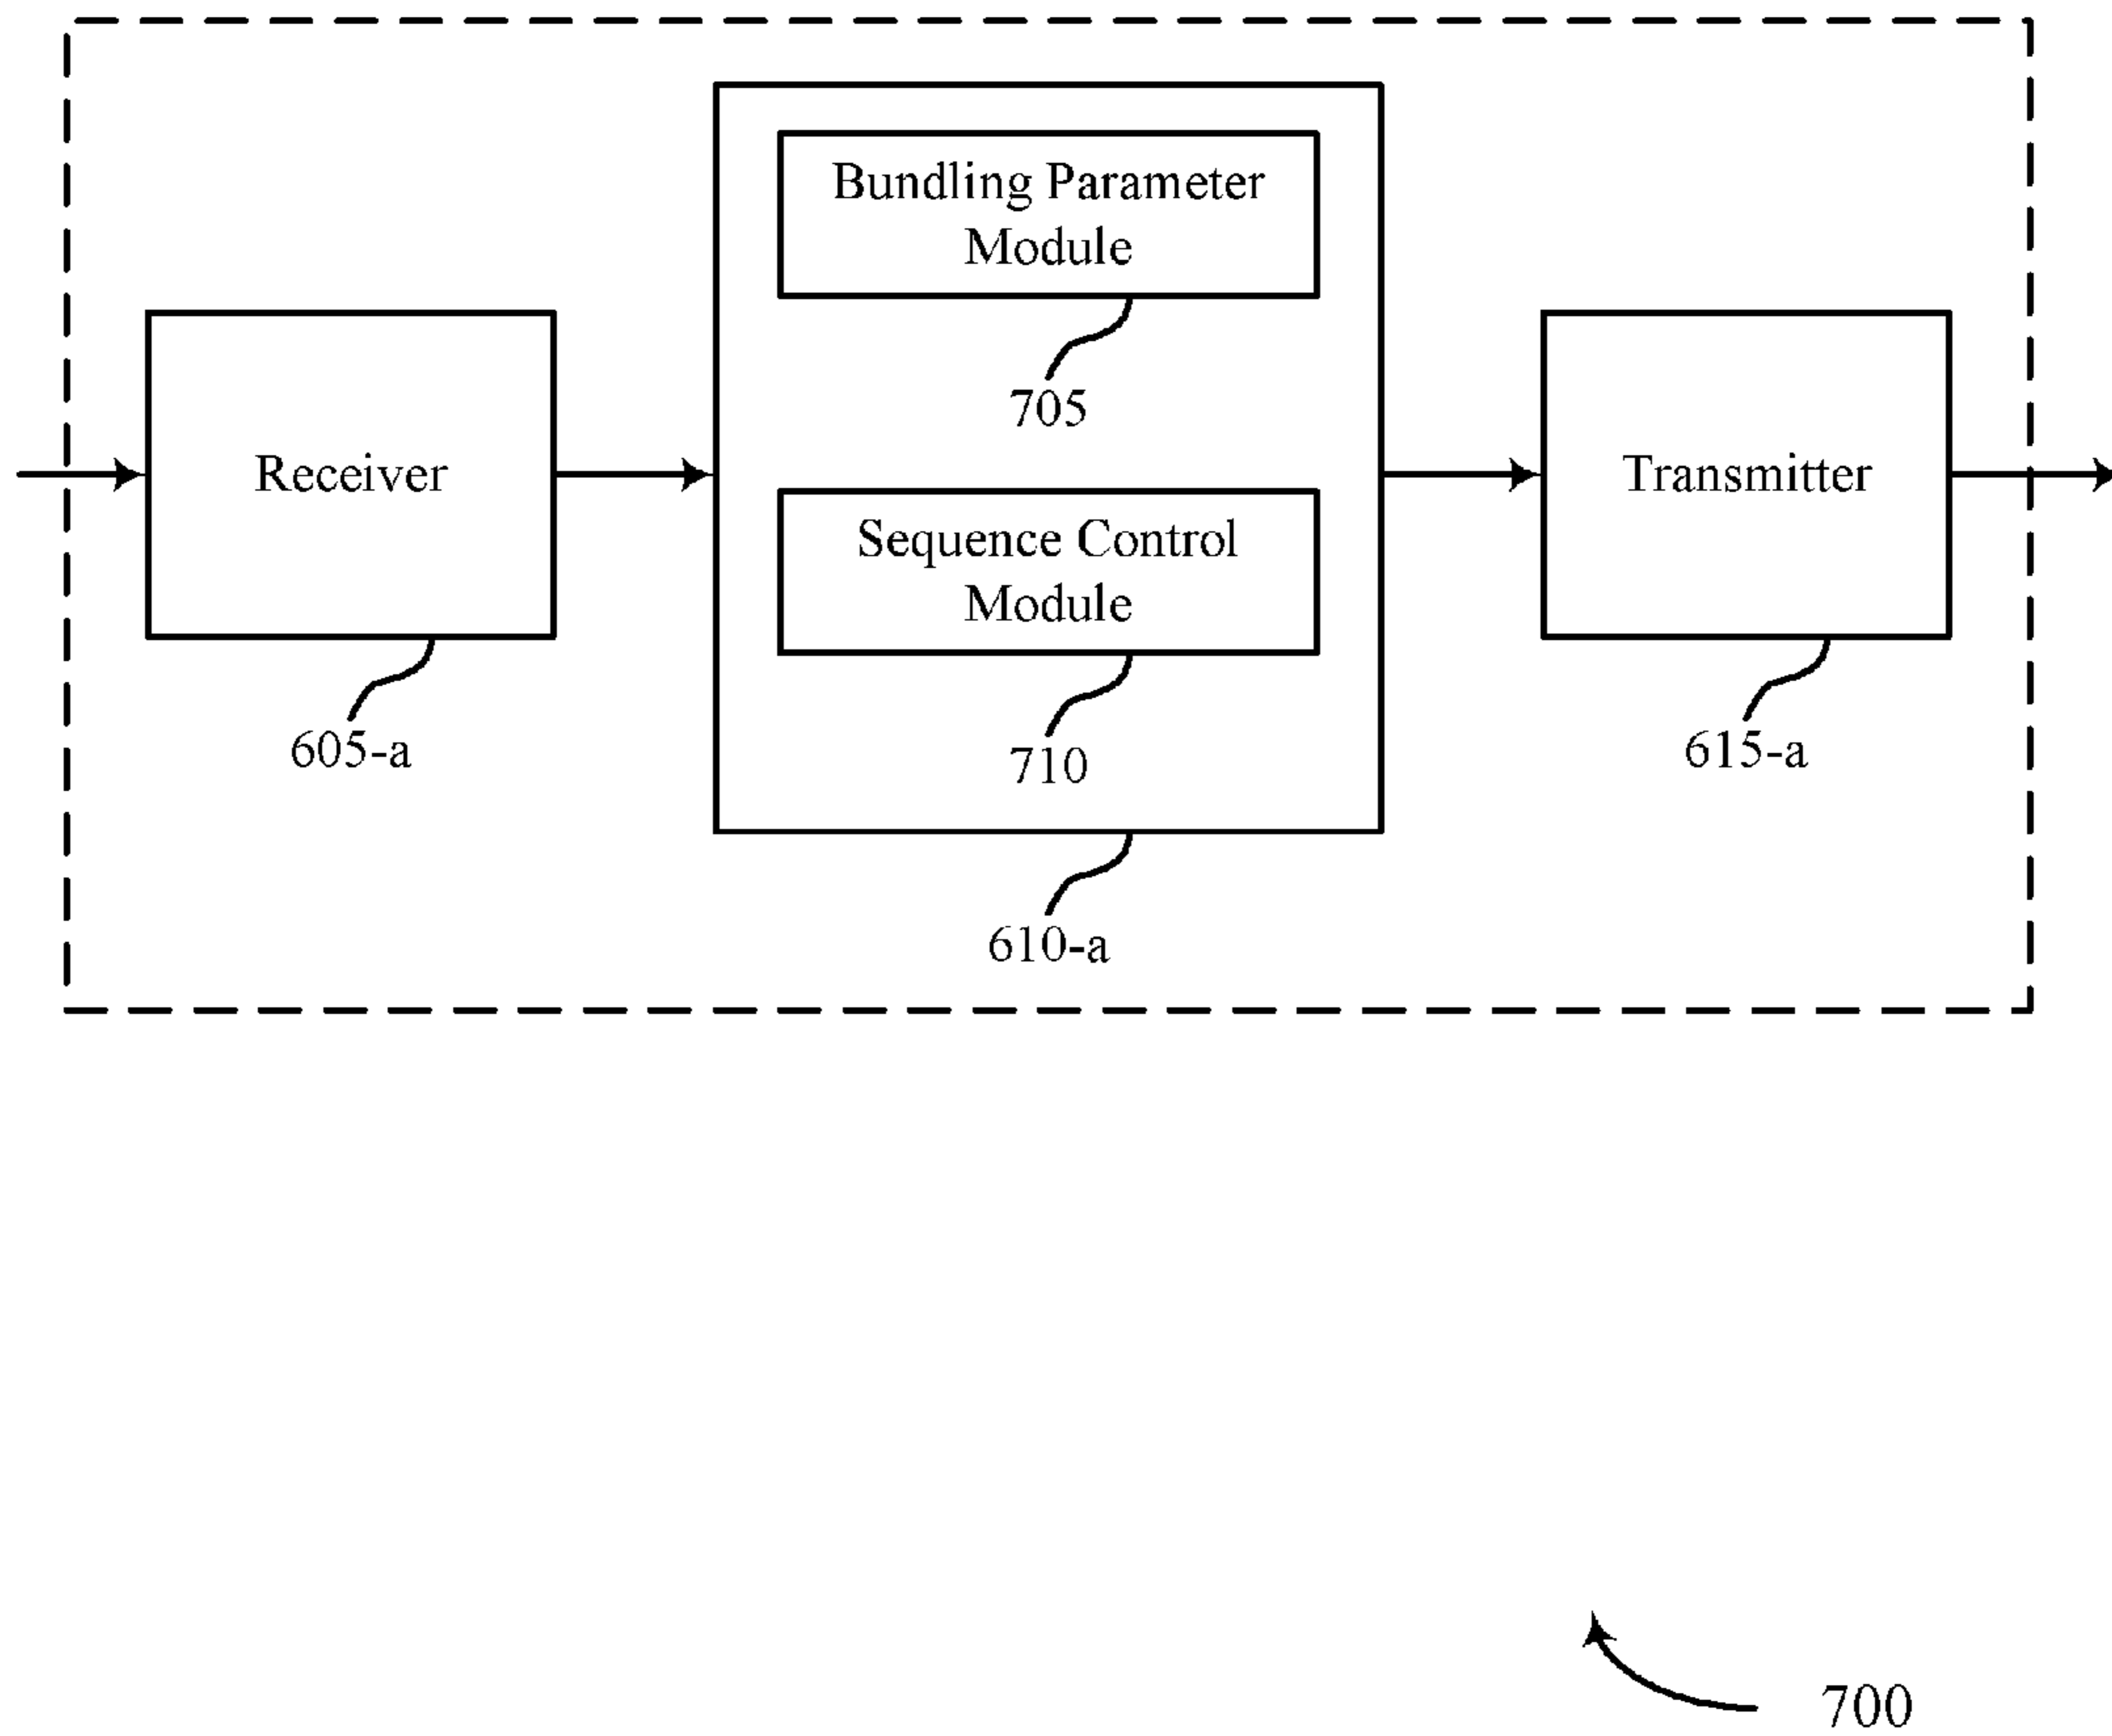 Bundling Parameter
Module
705
Receiver
605-a
Sequence Control
Module
710
610-a
Transmitter
615-a
700